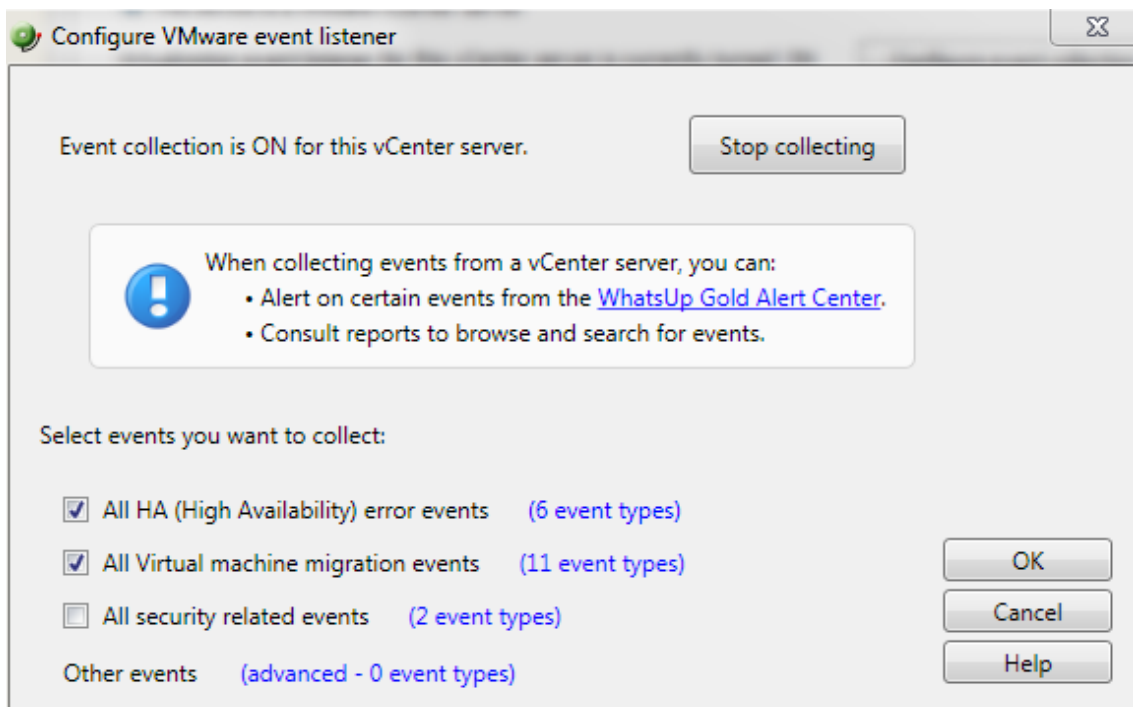 Configure VMware event listener
Event collection is ON for this vCenter server.
Stop collecting
When collecting events from a vCenter server, you can:
• Alert on certain events from the WhatsUp Gold Alert Center.
• Consult reports to browse and search for events.
Select events you want to collect:
All HA (High Availability) error events (6 event types)
All Virtual machine migration events (11 event types)
OK
All security related events (2 event types)
Cancel
Other events (advanced - 0 event types)
Help